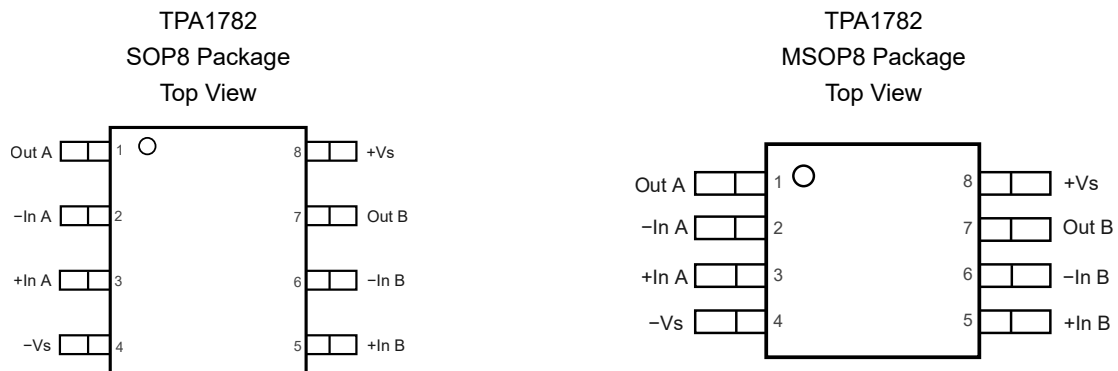 TPA1782
SOP8 Package
Top View
Out A 1 8 +Vs
−In A 2 7 Out B
+In A 3 6 −In B
−Vs 4 5 +In B
TPA1782
MSOP8 Package
Top View
Out A 1 8 +Vs
−In A 2 7 Out B
+In A 3 6 −In B
−Vs 4 5 +In B